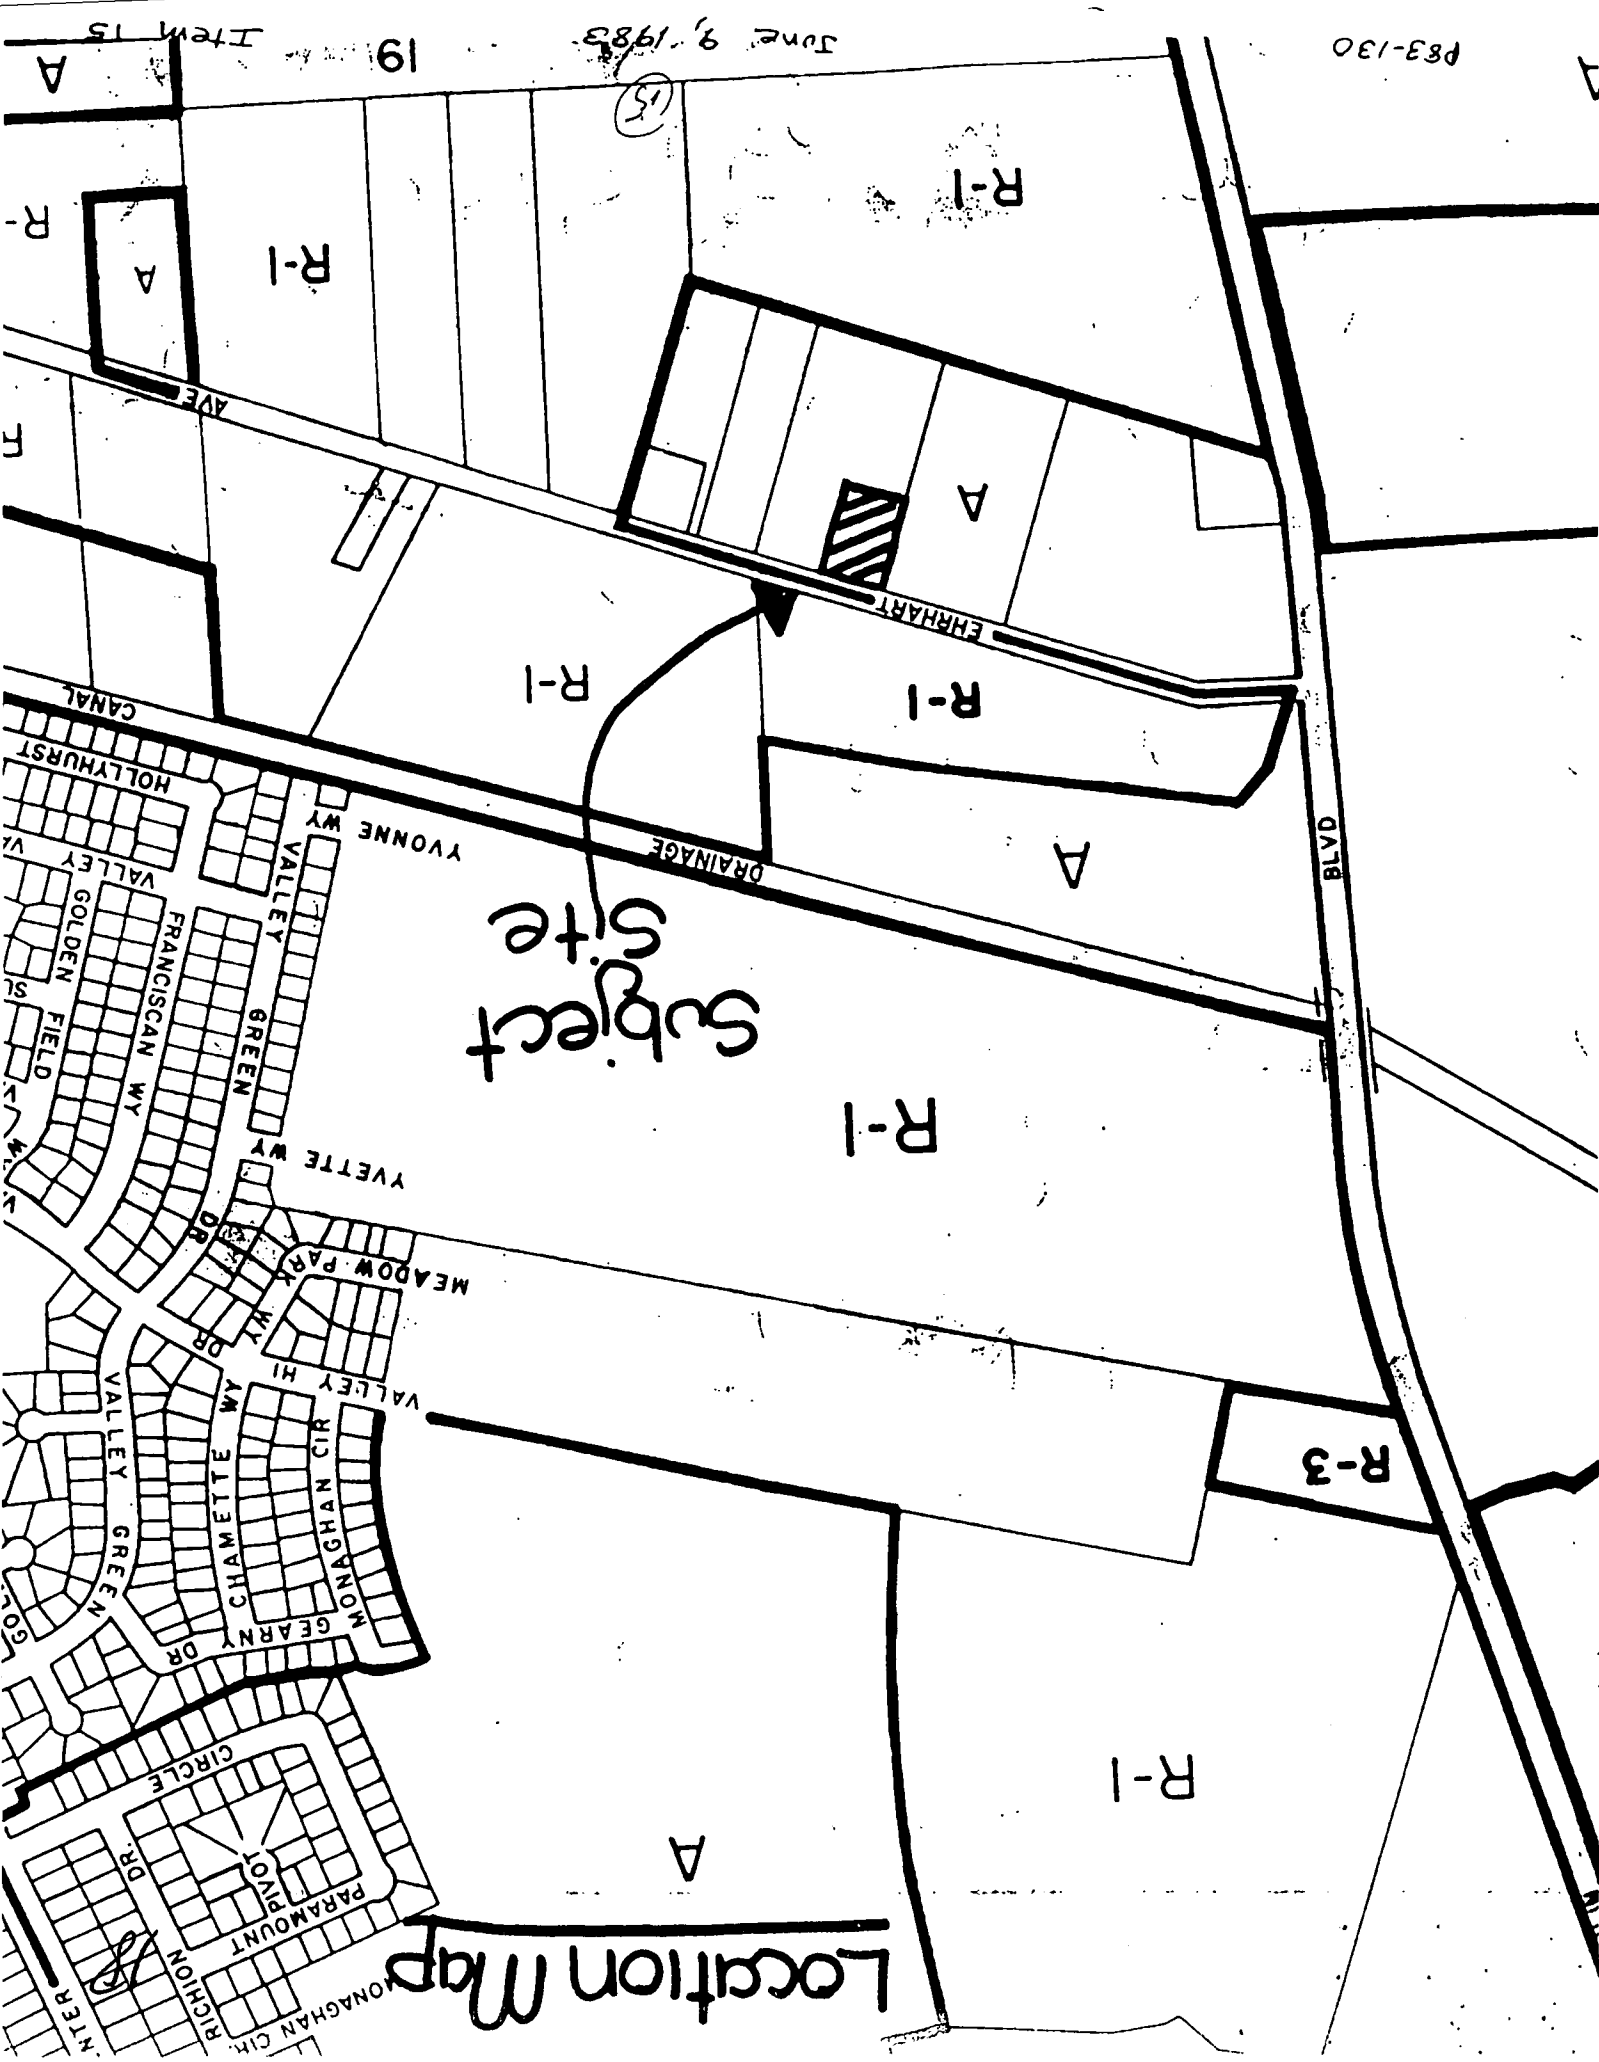 Location Map
MONAGHAN CIR.
RICHION DR.
PARAMOUNT
PIVOT
CIRCLE
A
R-1
GEARNY
DR
MONAGHAN CIR
CHAMETTE WY
VALLEY GREEN
R-3
VALLEY HI
DR
MEADOW PARK WY
YVETTE WY
R-1
VALLEY GREEN DR
FRANCISCAN WY
GOLDEN FIELD
Subject
Site
VALLEY
YVONNE WY
HOLLYHURST
DRAINAGE CANAL
A
BLVD
R-1
R-1
EHRHART AVE
A
R-1
A
R-1
A
P83-130
June 9, 1983
19
Item 15
15
18
A